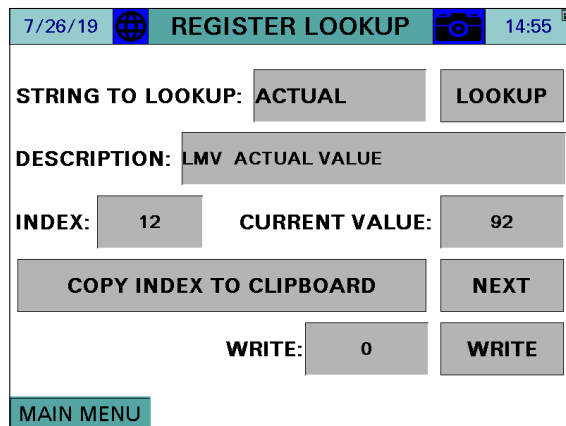 7/26/19 REGISTER LOOKUP 14:55
STRING TO LOOKUP: ACTUAL LOOKUP
DESCRIPTION: LMV ACTUAL VALUE
INDEX: 12 CURRENT VALUE: 92
COPY INDEX TO CLIPBOARD NEXT
WRITE: 0 WRITE
MAIN MENU